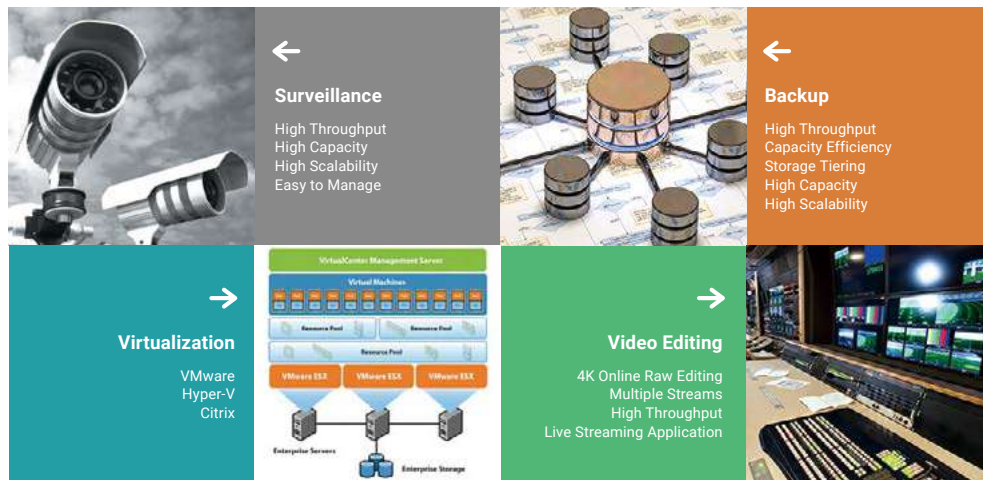 Surveillance
High Throughput
High Capacity
High Scalability
Easy to Manage
Backup
High Throughput
Capacity Efficiency
Storage Tiering
High Capacity
High Scalability
Virtualization
VMware
Hyper-V
Citrix
VirtualCenter Management Server
Virtual Machines
Resource Pool
Resource Pool
Resource Pool
VMware ESX
VMware ESX
VMware ESX
Enterprise Servers
Enterprise Storage
Video Editing
4K Online Raw Editing
Multiple Streams
High Throughput
Live Streaming Application